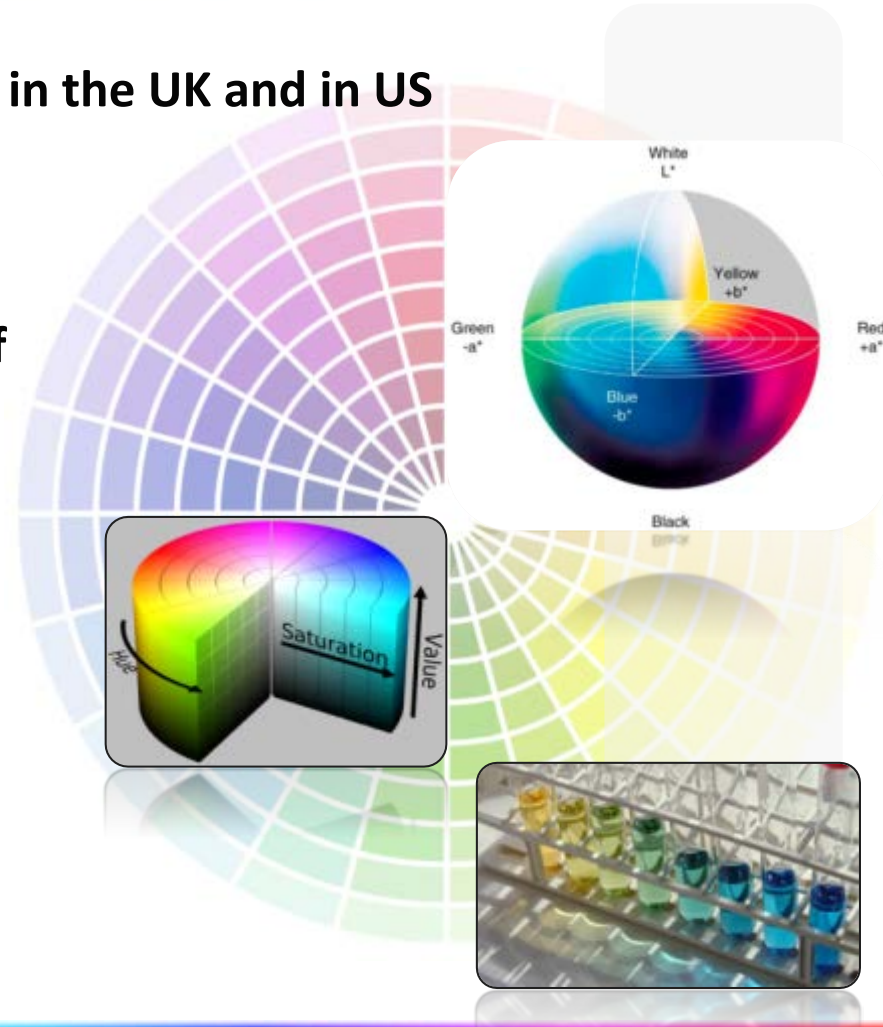 in the UK and in US
White
L*
Yellow
+b*
f
Green
-a*
Red
+a*
Blue
-b*
Black
Saturation
Hue
Value